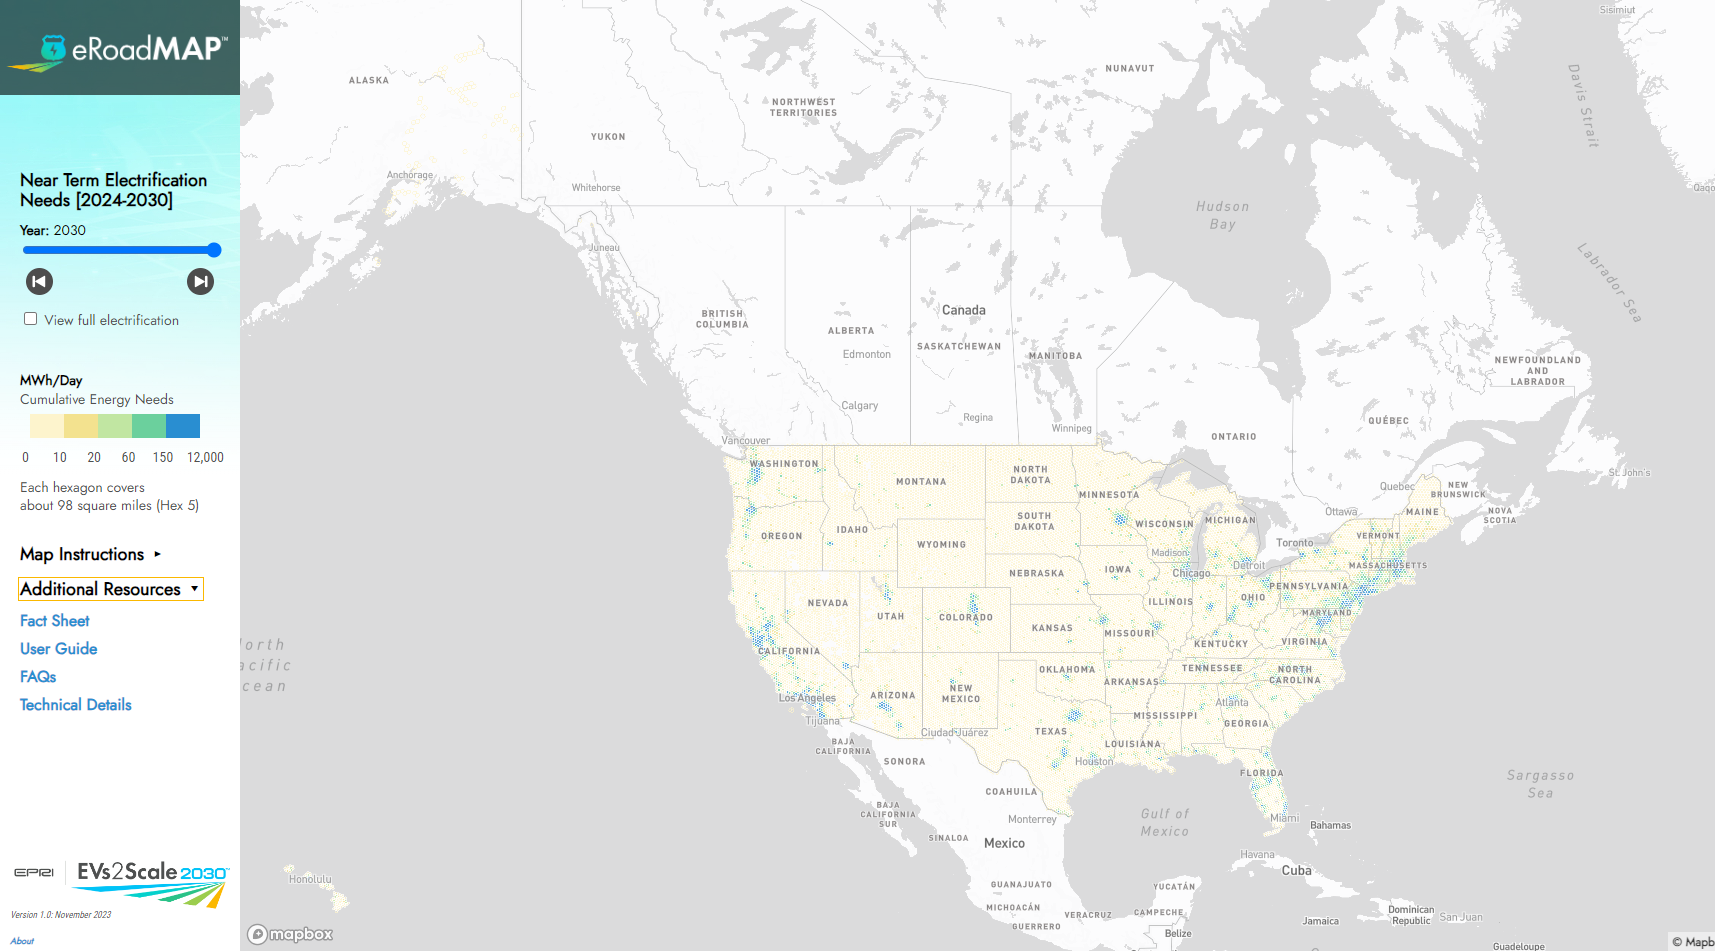 eRoadMAP™
Near Term Electrification
Needs [2024-2030]
Year: 2030
View full electrification
MWh/Day
Cumulative Energy Needs
0 10 20 60 150 12,000
Each hexagon covers
about 98 square miles (Hex 5)
Map Instructions ▸
Additional Resources ▾
Fact Sheet
User Guide
FAQs
Technical Details
EPRI | EVs2Scale2030™
Version 1.0: November 2023
About
Sisimiut
ALASKA
NUNAVUT
Davis Strait
NORTHWEST
TERRITORIES
YUKON
Anchorage
Whitehorse
Qaqo
Hudson
Bay
Juneau
Labrador Sea
BRITISH
COLUMBIA
Canada
ALBERTA
Edmonton
SASKATCHEWAN
MANITOBA
NEWFOUNDLAND
AND
LABRADOR
Calgary
Regina
Winnipeg
QUÉBEC
ONTARIO
Vancouver
St. John's
WASHINGTON
MONTANA
NORTH
DAKOTA
MINNESOTA
Quebec
NEW
BRUNSWICK
NOVA
SCOTIA
MAINE
Ottawa
OREGON
IDAHO
SOUTH
DAKOTA
WISCONSIN
MICHIGAN
VERMONT
WYOMING
Madison
Toronto
Detroit
MASSACHUSETTS
NEBRASKA
IOWA
Chicago
PENNSYLVANIA
NEVADA
UTAH
COLORADO
ILLINOIS
OHIO
MARYLAND
KANSAS
MISSOURI
KENTUCKY
VIRGINIA
orth
acific
cean
CALIFORNIA
OKLAHOMA
TENNESSEE
NORTH
CAROLINA
ARKANSAS
Los Angeles
ARIZONA
NEW
MEXICO
Atlanta
Tijuana
MISSISSIPPI
GEORGIA
Ciudad Juárez
TEXAS
LOUISIANA
BAJA
CALIFORNIA
SONORA
Houston
FLORIDA
Sargasso
Sea
COAHUILA
BAJA
CALIFORNIA
SUR
Monterrey
Gulf of
Mexico
Miami
Bahamas
SINALOA
Mexico
Havana
Cuba
Honolulu
GUANAJUATO
YUCATÁN
MICHOACÁN
VERACRUZ
CAMPECHE
Dominican
Republic
San Juan
GUERRERO
Belize
Jamaica
Guadeloupe
mapbox
© Mapb